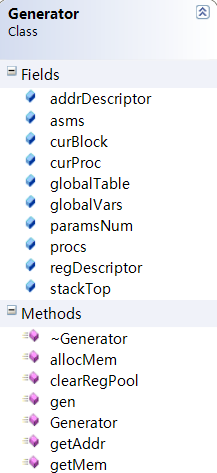 Generator
Class
Fields
addrDescriptor
asms
curBlock
curProc
globalTable
globalVars
paramsNum
procs
regDescriptor
stackTop
Methods
~Generator
allocMem
clearRegPool
gen
Generator
getAddr
getMem